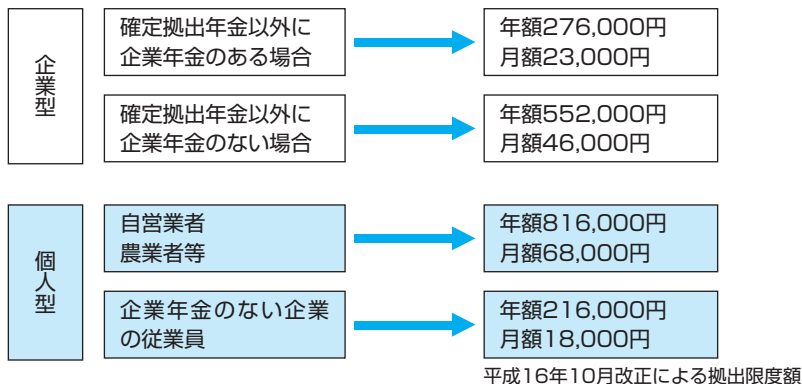 企業型
確定拠出年金以外に
企業年金のある場合
年額276,000円
月額23,000円
確定拠出年金以外に
企業年金のない場合
年額552,000円
月額46,000円
個人型
自営業者
農業者等
年額816,000円
月額68,000円
企業年金のない企業
の従業員
年額216,000円
月額18,000円
平成16年10月改正による拠出限度額